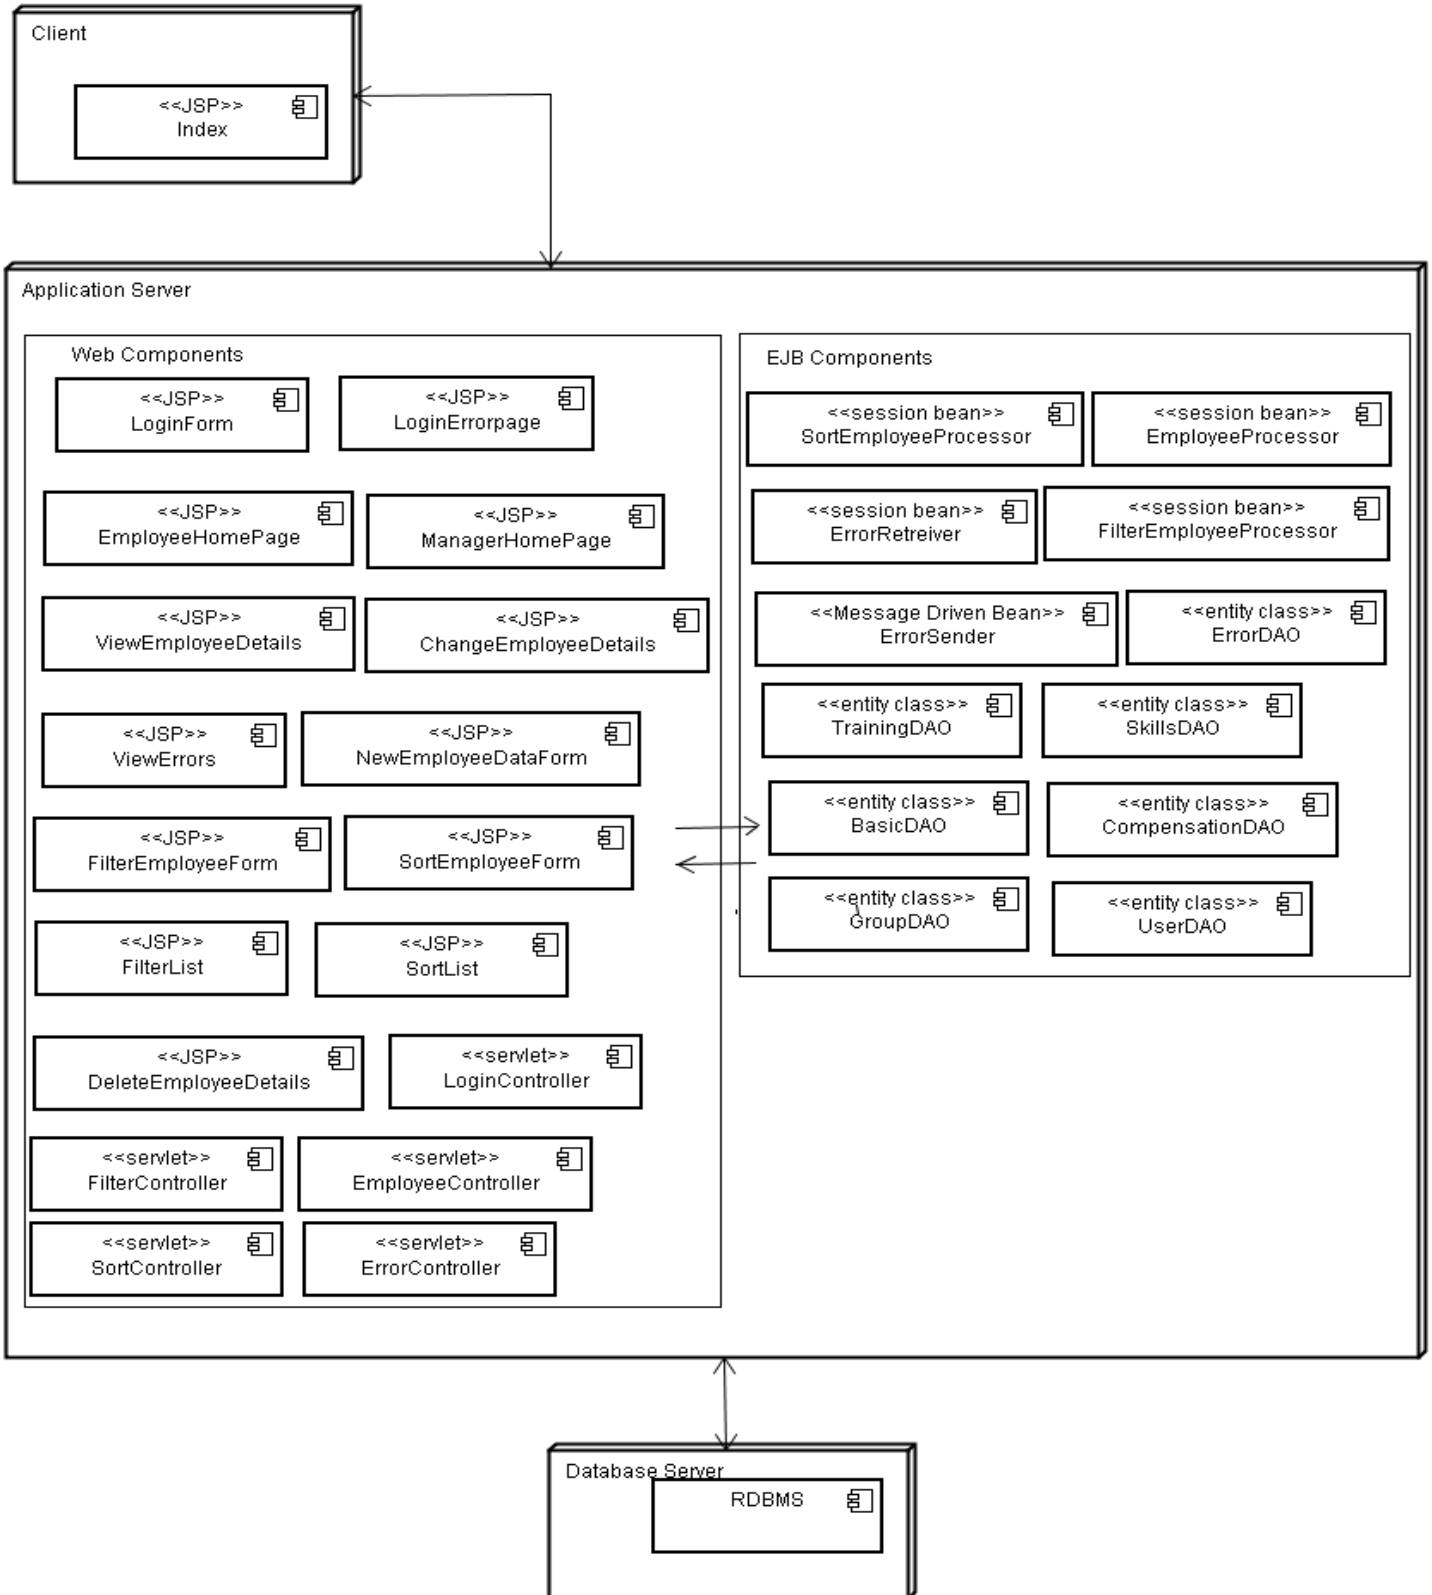 Client
<<JSP>>
Index
Application Server
Web Components
<<JSP>>
LoginForm
<<JSP>>
LoginErrorpage
<<JSP>>
EmployeeHomePage
<<JSP>>
ManagerHomePage
<<JSP>>
ViewEmployeeDetails
<<JSP>>
ChangeEmployeeDetails
<<JSP>>
ViewErrors
<<JSP>>
NewEmployeeDataForm
<<JSP>>
FilterEmployeeForm
<<JSP>>
SortEmployeeForm
<<JSP>>
FilterList
<<JSP>>
SortList
<<JSP>>
DeleteEmployeeDetails
<<servlet>>
LoginController
<<servlet>>
FilterController
<<servlet>>
EmployeeController
<<servlet>>
SortController
<<servlet>>
ErrorController
EJB Components
<<session bean>>
SortEmployeeProcessor
<<session bean>>
EmployeeProcessor
<<session bean>>
ErrorRetreiver
<<session bean>>
FilterEmployeeProcessor
<<Message Driven Bean>>
ErrorSender
<<entity class>>
ErrorDAO
<<entity class>>
TrainingDAO
<<entity class>>
SkillsDAO
<<entity class>>
BasicDAO
<<entity class>>
CompensationDAO
<<entity class>>
GroupDAO
<<entity class>>
UserDAO
Database Server
RDBMS